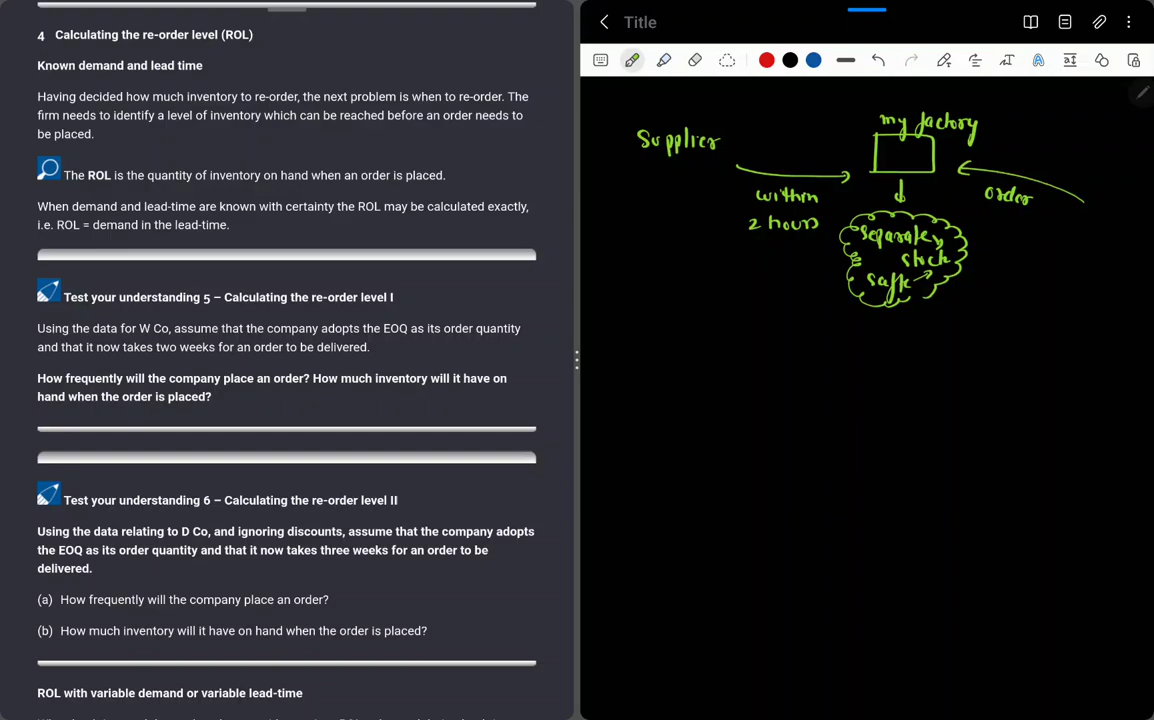 4 Calculating the re-order level (ROL)
Known demand and lead time
Having decided how much inventory to re-order, the next problem is when to re-order. The
firm needs to identify a level of inventory which can be reached before an order needs to
be placed.
The ROL is the quantity of inventory on hand when an order is placed.
When demand and lead-time are known with certainty the ROL may be calculated exactly,
i.e. ROL = demand in the lead-time.
Test your understanding 5 – Calculating the re-order level I
Using the data for W Co, assume that the company adopts the EOQ as its order quantity
and that it now takes two weeks for an order to be delivered.
How frequently will the company place an order? How much inventory will it have on
hand when the order is placed?
Test your understanding 6 – Calculating the re-order level II
Using the data relating to D Co, and ignoring discounts, assume that the company adopts
the EOQ as its order quantity and that it now takes three weeks for an order to be
delivered.
(a) How frequently will the company place an order?
(b) How much inventory will it have on hand when the order is placed?
ROL with variable demand or variable lead-time
Title
my factory
Supplier
within
2 hours
order
separate
stock